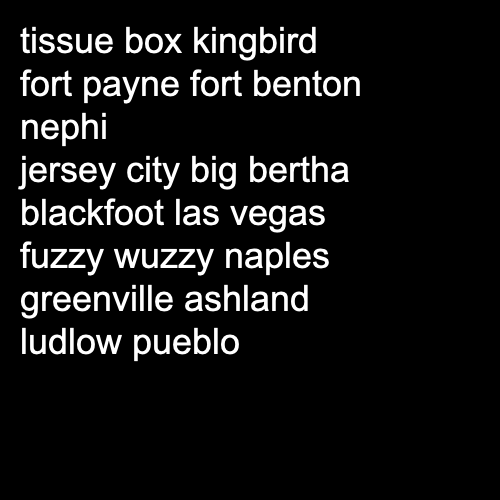 tissue box kingbird
fort payne fort benton
nephi
jersey city big bertha
blackfoot las vegas
fuzzy wuzzy naples
greenville ashland
ludlow pueblo